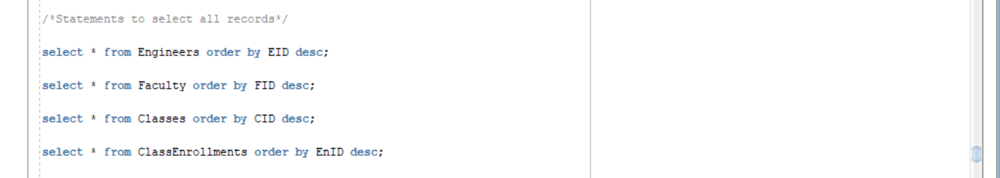 /*Statements to select all records*/
select * from Engineers order by EID desc;
select * from Faculty order by FID desc;
select * from Classes order by CID desc;
select * from ClassEnrollments order by EnID desc;